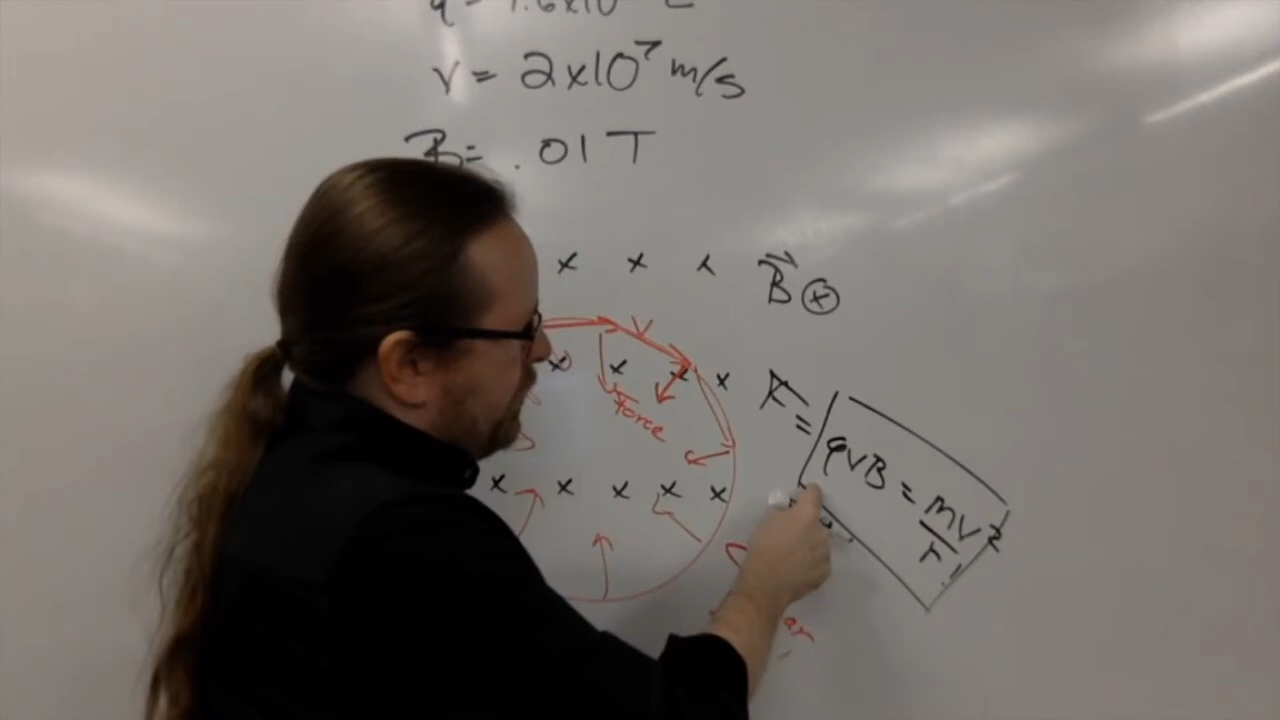 v = 2x10⁷ m/s
B = .01 T
x x x B⃗ ⊗
v
x x x x
Force
F =
qvB = mv²/r
x x x x x